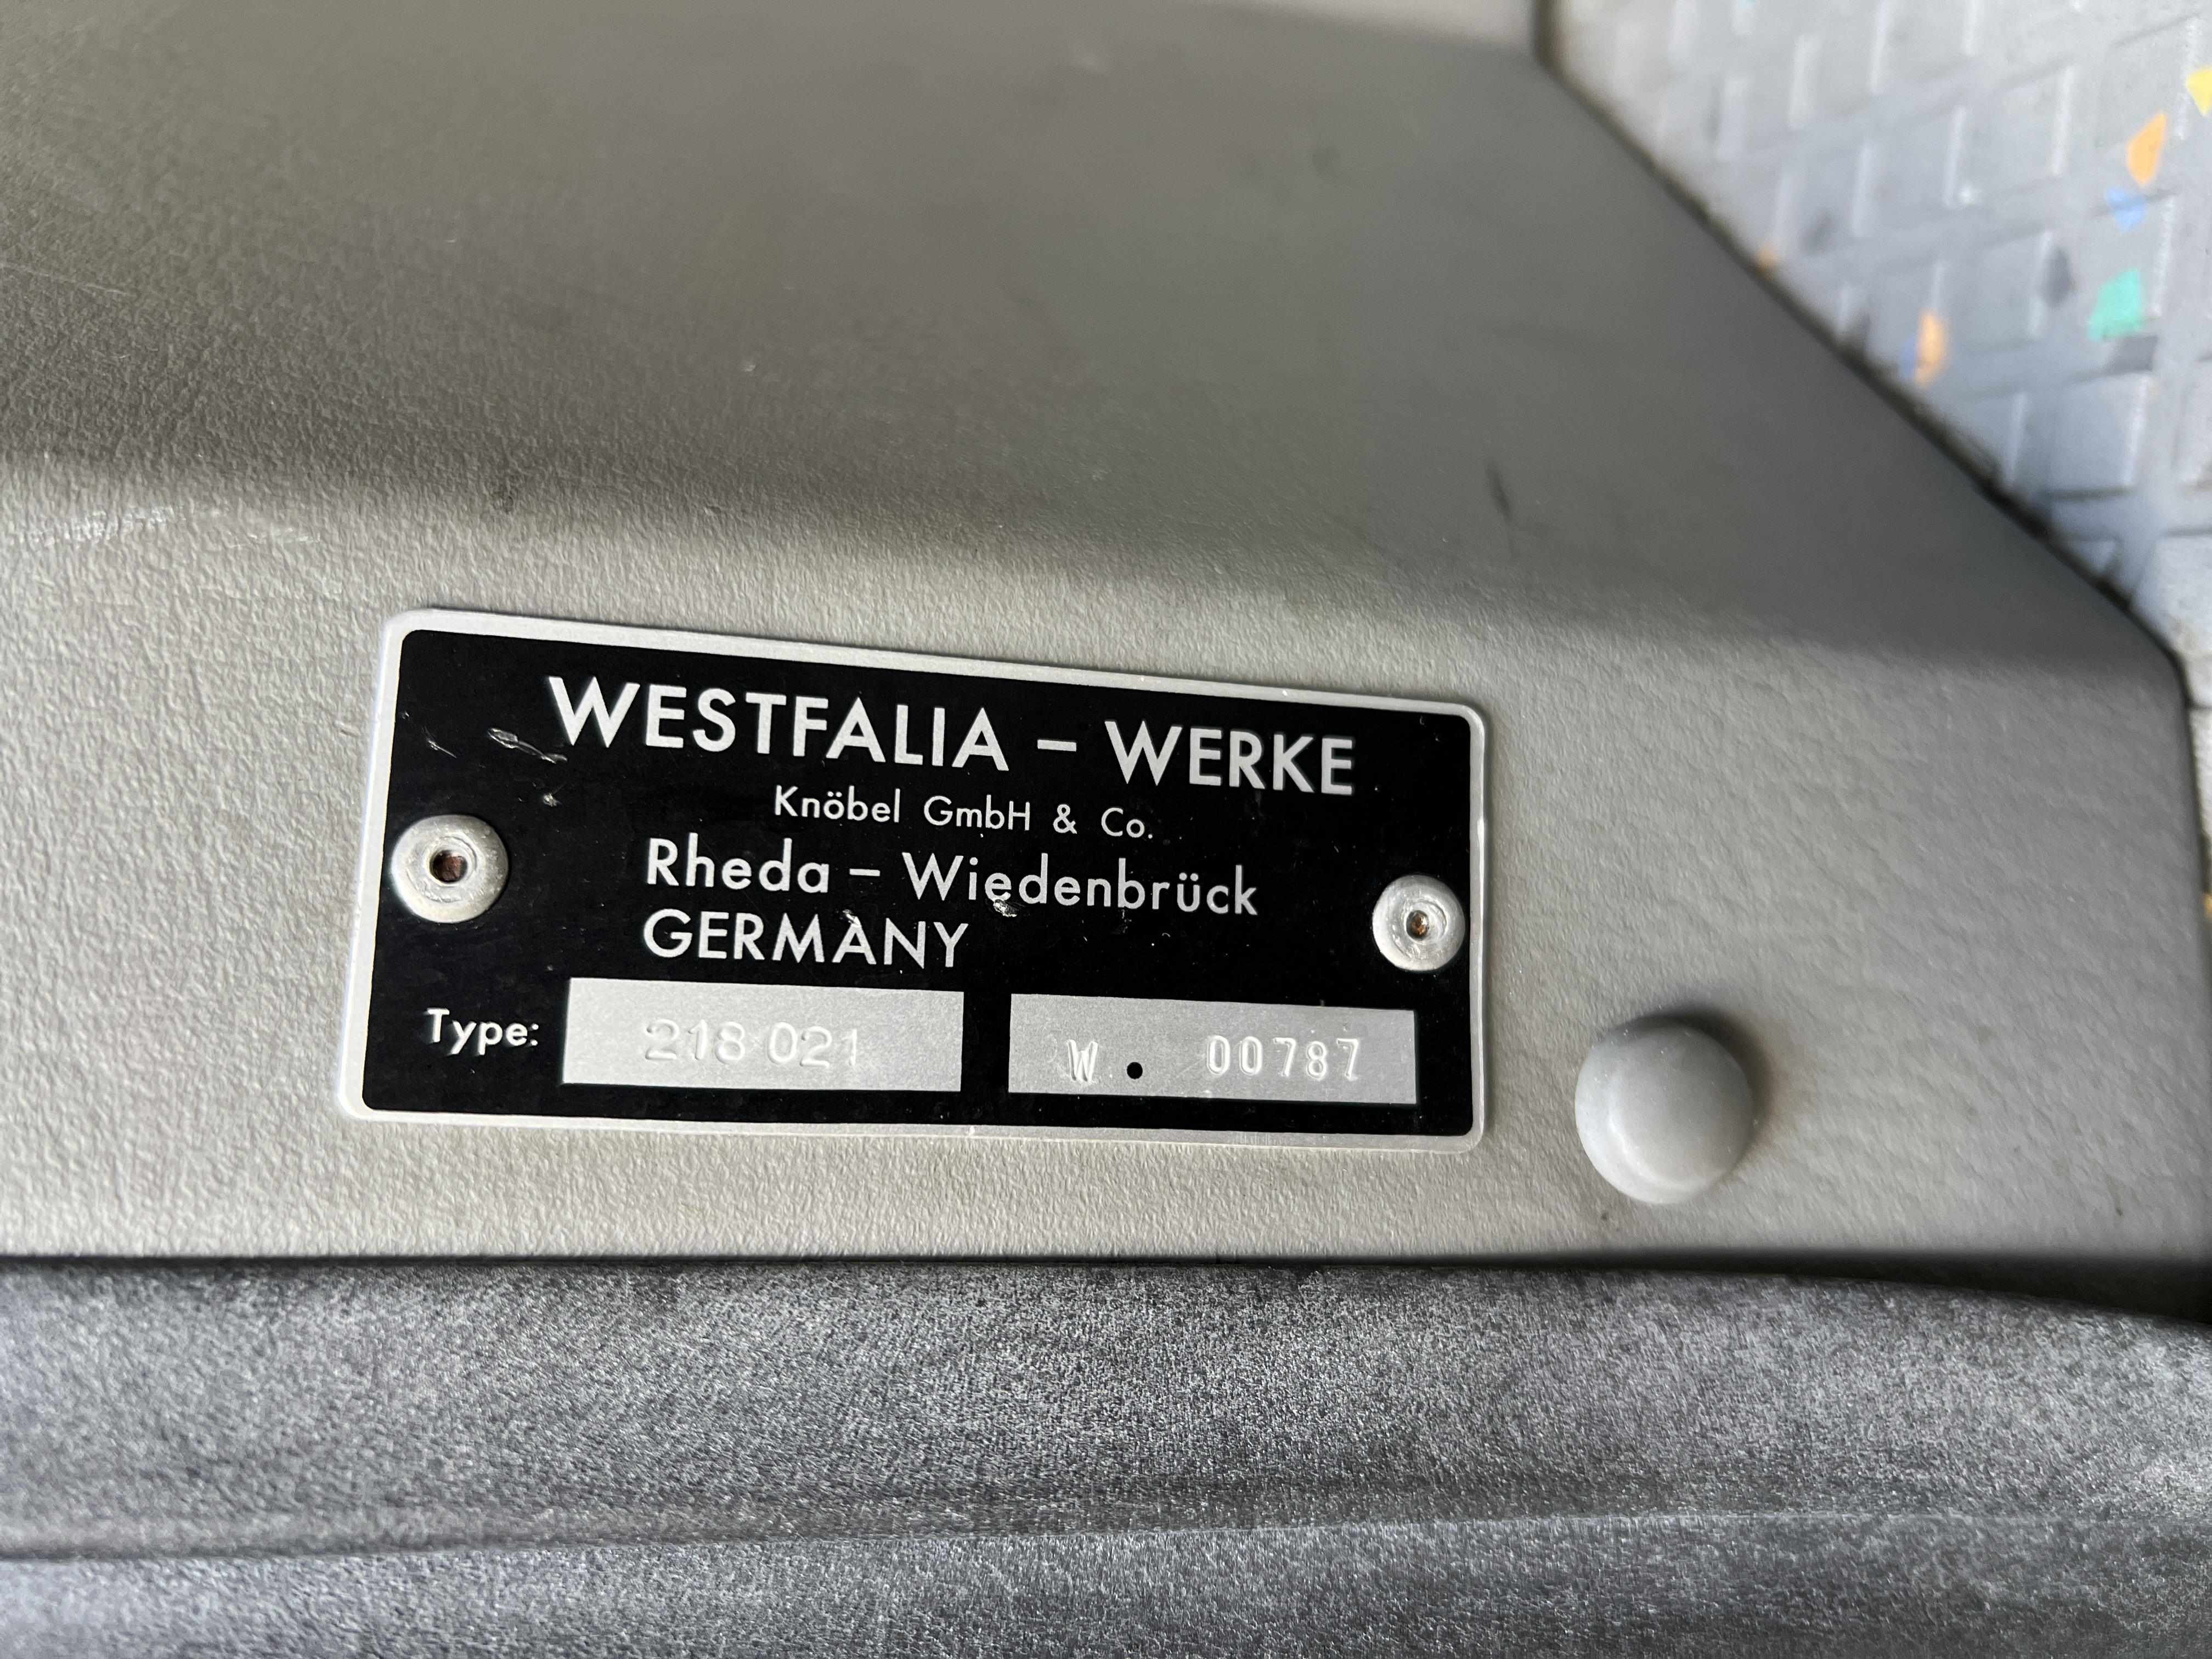 WESTFALIA – WERKE
Knöbel GmbH & Co.
Rheda – Wiedenbrück
GERMANY
Type: 218 021 W. 00787